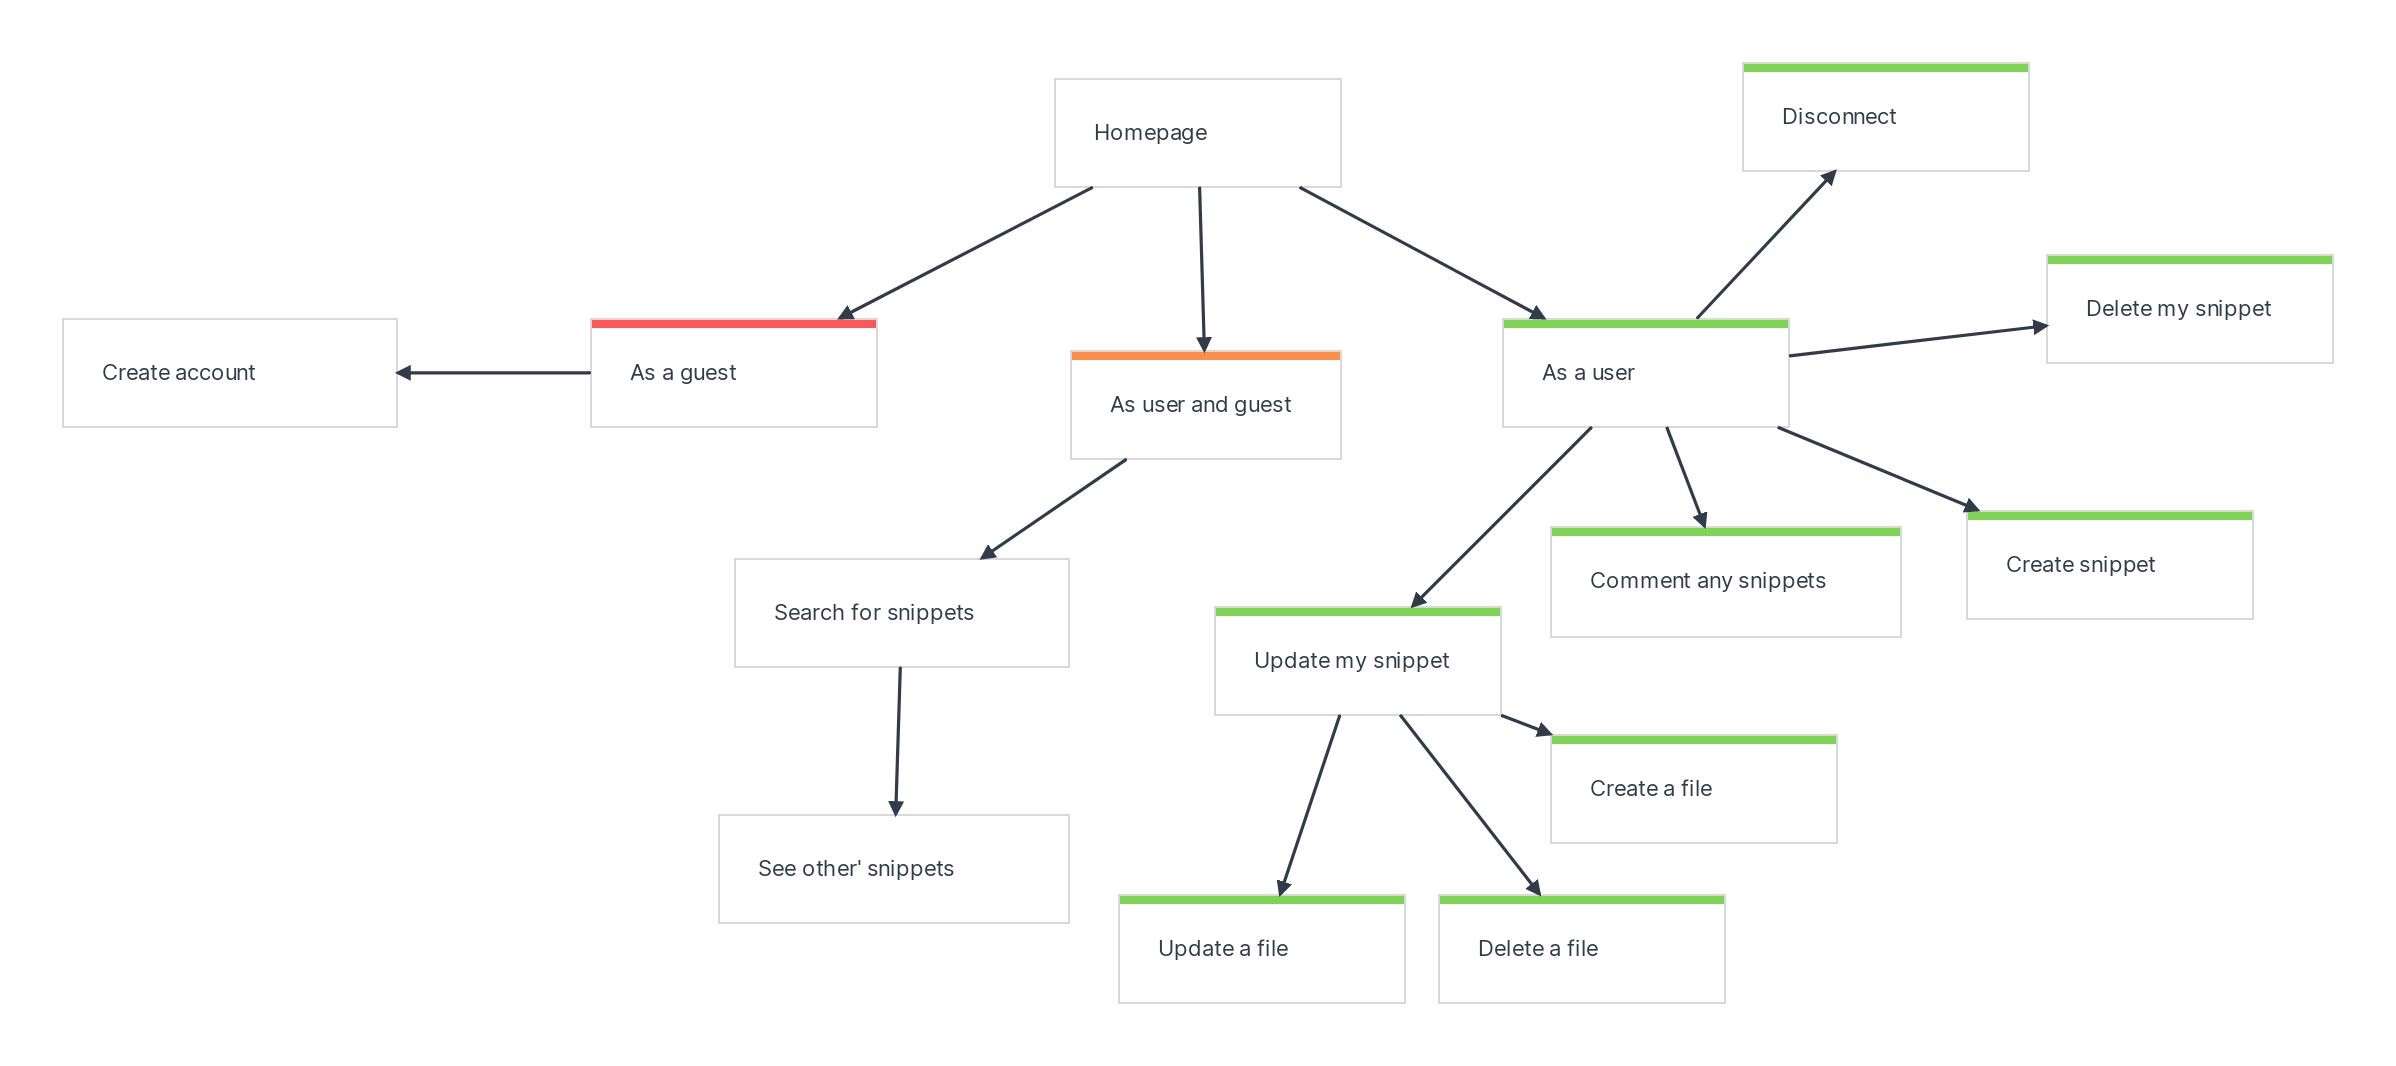 Homepage
Disconnect
Delete my snippet
Create account
As a guest
As user and guest
As a user
Search for snippets
Comment any snippets
Create snippet
Update my snippet
Create a file
See other' snippets
Update a file
Delete a file